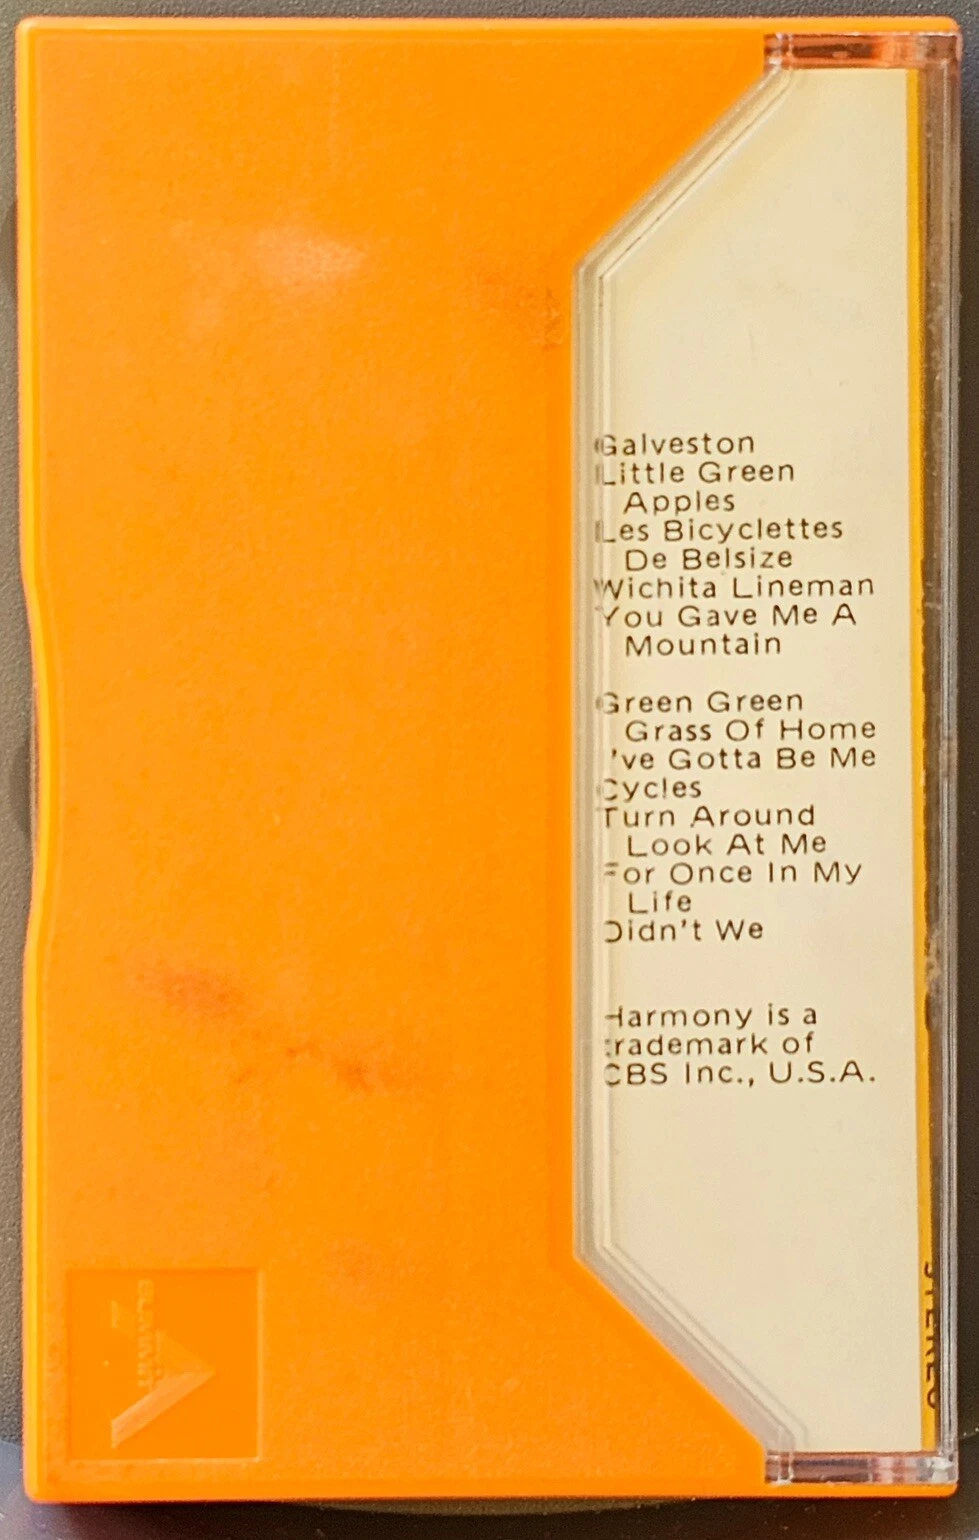 Galveston
Little Green
Apples
Les Bicyclettes
De Belsize
Wichita Lineman
You Gave Me A
Mountain
Green Green
Grass Of Home
've Gotta Be Me
Cycles
Turn Around
Look At Me
For Once In My
Life
Didn't We
Harmony is a
trademark of
CBS Inc., U.S.A.
STEREO